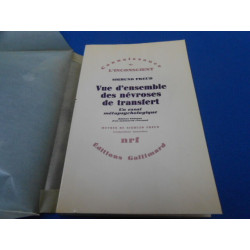 CONNAISSANCE DE L'INCONSCIENT
SIGMUND FREUD
Vue d'ensemble
des névroses
de transfert
Un essai
métapsychologique
nrf
Éditions Gallimard